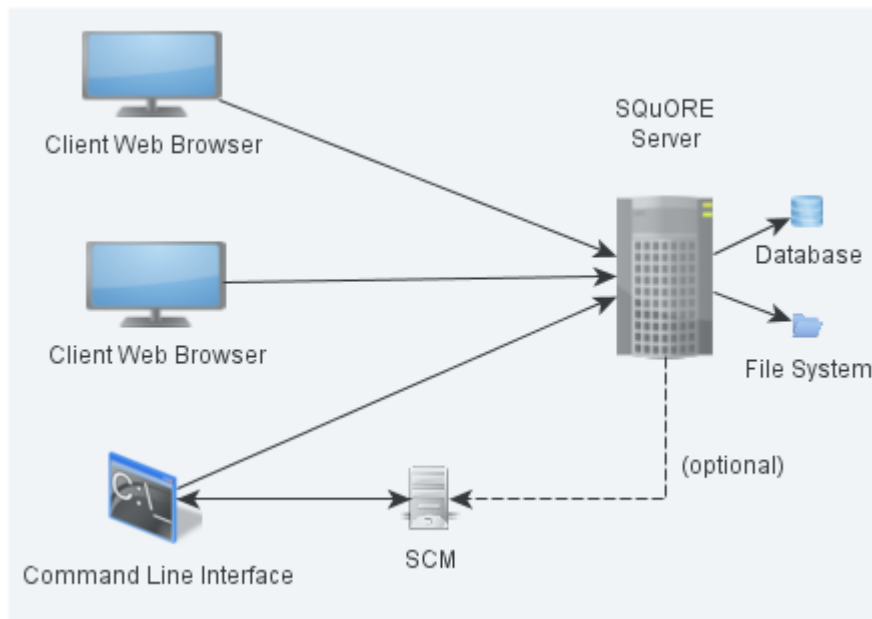 Client Web Browser
SQuORE
Server
Database
Client Web Browser
File System
(optional)
C:\_
SCM
Command Line Interface